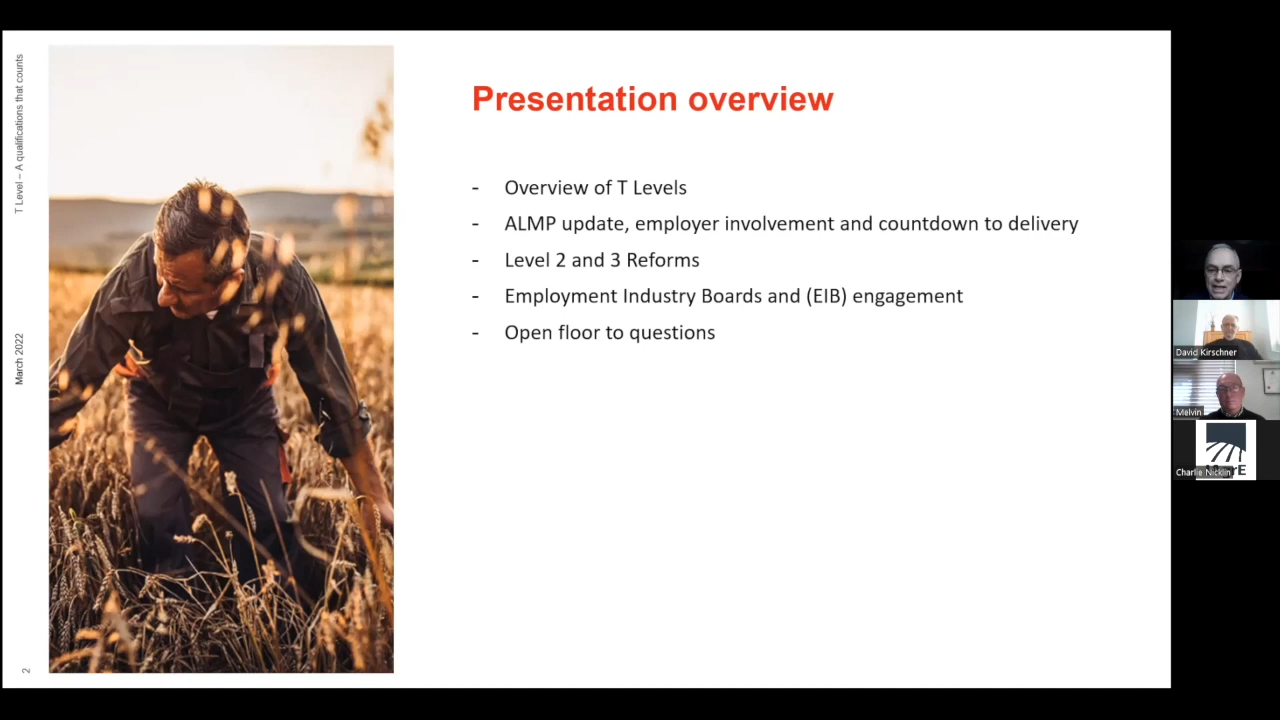 T Level – A qualifications that counts
March 2022
2
Presentation overview
- Overview of T Levels
- ALMP update, employer involvement and countdown to delivery
- Level 2 and 3 Reforms
- Employment Industry Boards and (EIB) engagement
- Open floor to questions
David Kirschner
Melvin
Charlie Nicklin